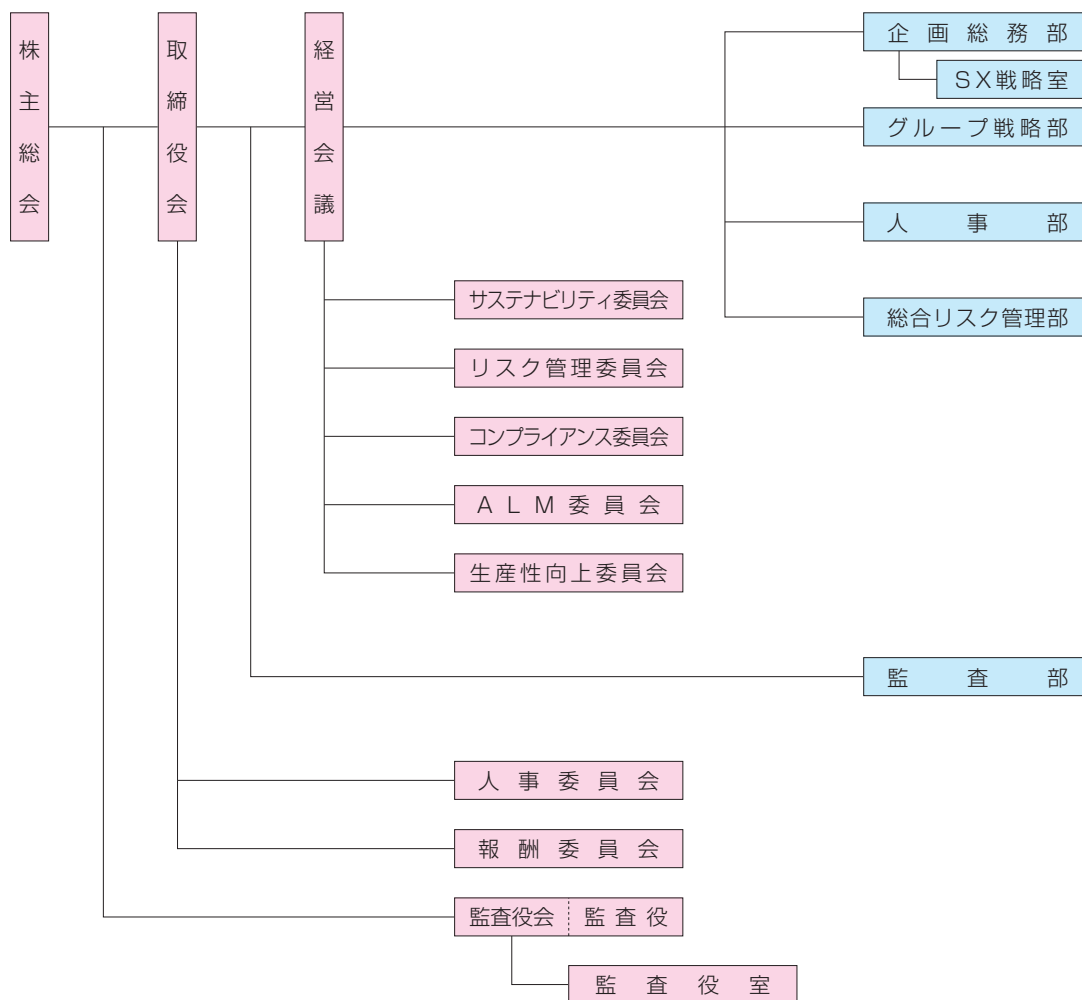 株主総会
取締役会
経営会議
企画総務部
SX戦略室
グループ戦略部
人事部
総合リスク管理部
サステナビリティ委員会
リスク管理委員会
コンプライアンス委員会
ALM委員会
生産性向上委員会
監査部
人事委員会
報酬委員会
監査役会 監査役
監査役室